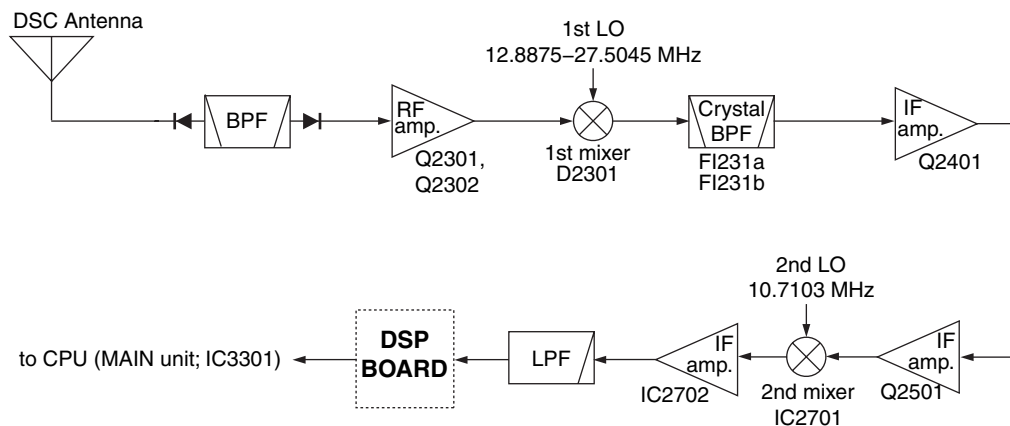 DSC Antenna
BPF
RF
amp.
Q2301,
Q2302
1st LO
12.8875–27.5045 MHz
1st mixer
D2301
Crystal
BPF
FI231a
FI231b
IF
amp.
Q2401
to CPU (MAIN unit; IC3301)
DSP
BOARD
LPF
IF
amp.
IC2702
2nd LO
10.7103 MHz
2nd mixer
IC2701
IF
amp.
Q2501